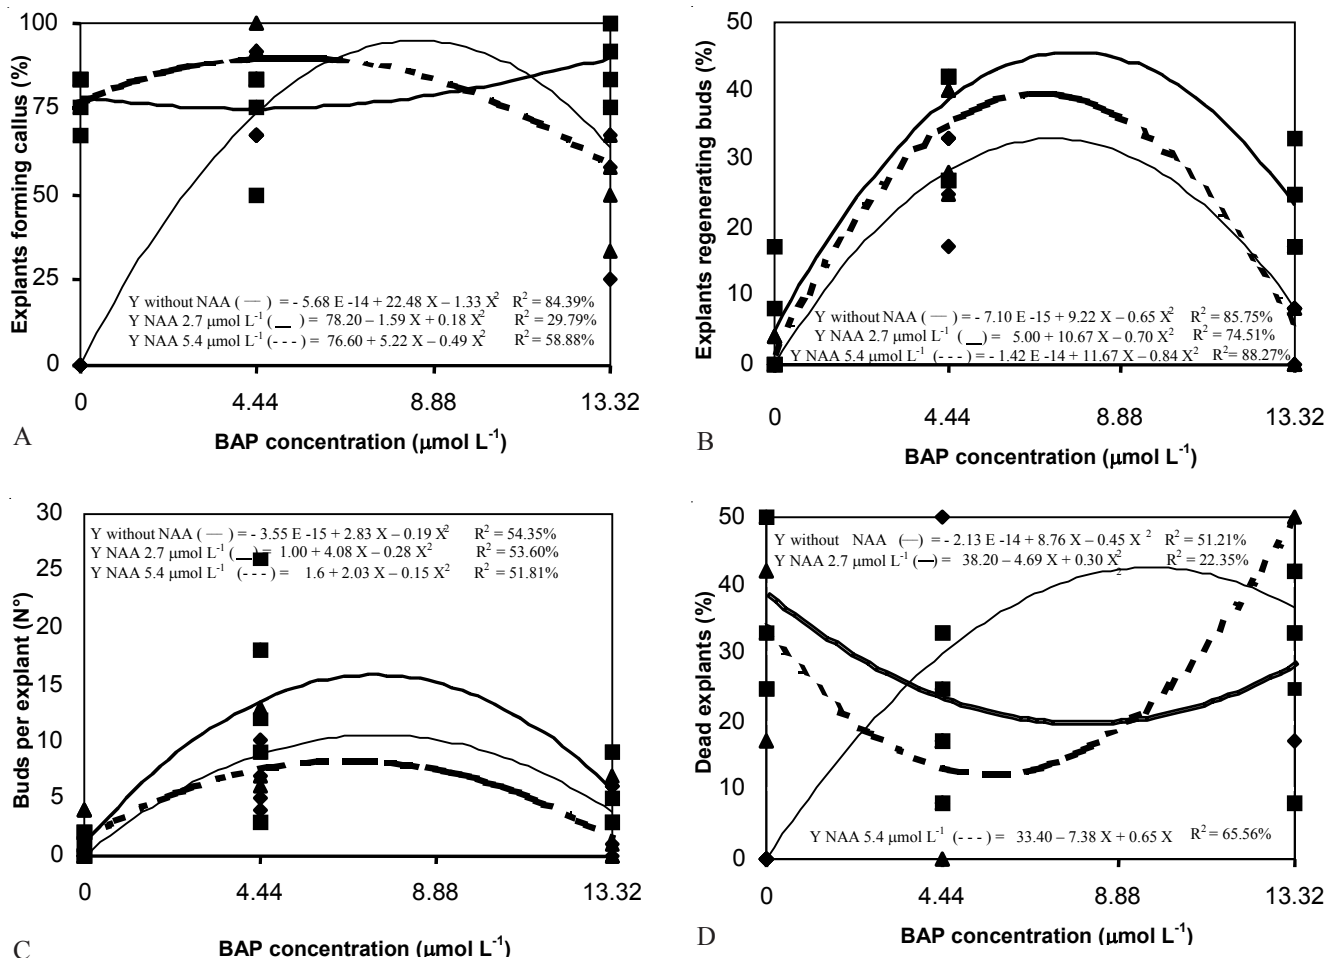 Explants forming callus (%)
100
75
50
25
0
Y without NAA ( — ) = - 5.68 E -14 + 22.48 X – 1.33 X² R² = 84.39%
Y NAA 2.7 μmol L⁻¹ ( __ ) = 78.20 – 1.59 X + 0.18 X² R² = 29.79%
Y NAA 5.4 μmol L⁻¹ (- - -) = 76.60 + 5.22 X – 0.49 X² R² = 58.88%
0 4.44 8.88 13.32
A
BAP concentration (μmol L⁻¹)
Explants regenerating buds (%)
50
40
30
20
10
0
Y without NAA ( — ) = - 7.10 E -15 + 9.22 X – 0.65 X² R² = 85.75%
Y NAA 2.7 μmol L⁻¹ ( __ ) = 5.00 + 10.67 X – 0.70 X² R² = 74.51%
Y NAA 5.4 μmol L⁻¹ (- - -) = - 1.42 E -14 + 11.67 X – 0.84 X² R² = 88.27%
0 4.44 8.88 13.32
B
BAP concentration (μmol L⁻¹)
Buds per explant (N°)
30
25
20
15
10
5
0
Y without NAA ( — ) = - 3.55 E -15 + 2.83 X – 0.19 X² R² = 54.35%
Y NAA 2.7 μmol L⁻¹ ( __ ) = 1.00 + 4.08 X – 0.28 X² R² = 53.60%
Y NAA 5.4 μmol L⁻¹ (- - -) = 1.6 + 2.03 X – 0.15 X² R² = 51.81%
0 4.44 8.88 13.32
C
BAP concentration (μmol L⁻¹)
Dead explants (%)
50
40
30
20
10
0
Y without NAA (—) = - 2.13 E -14 + 8.76 X – 0.45 X ² R² = 51.21%
Y NAA 2.7 μmol L⁻¹ (—) = 38.20 – 4.69 X + 0.30 X² R² = 22.35%
2
Y NAA 5.4 μmol L⁻¹ (- - -) = 33.40 – 7.38 X + 0.65 X R² = 65.56%
0 4.44 8.88 13.32
D
BAP concentration (μmol L⁻¹)